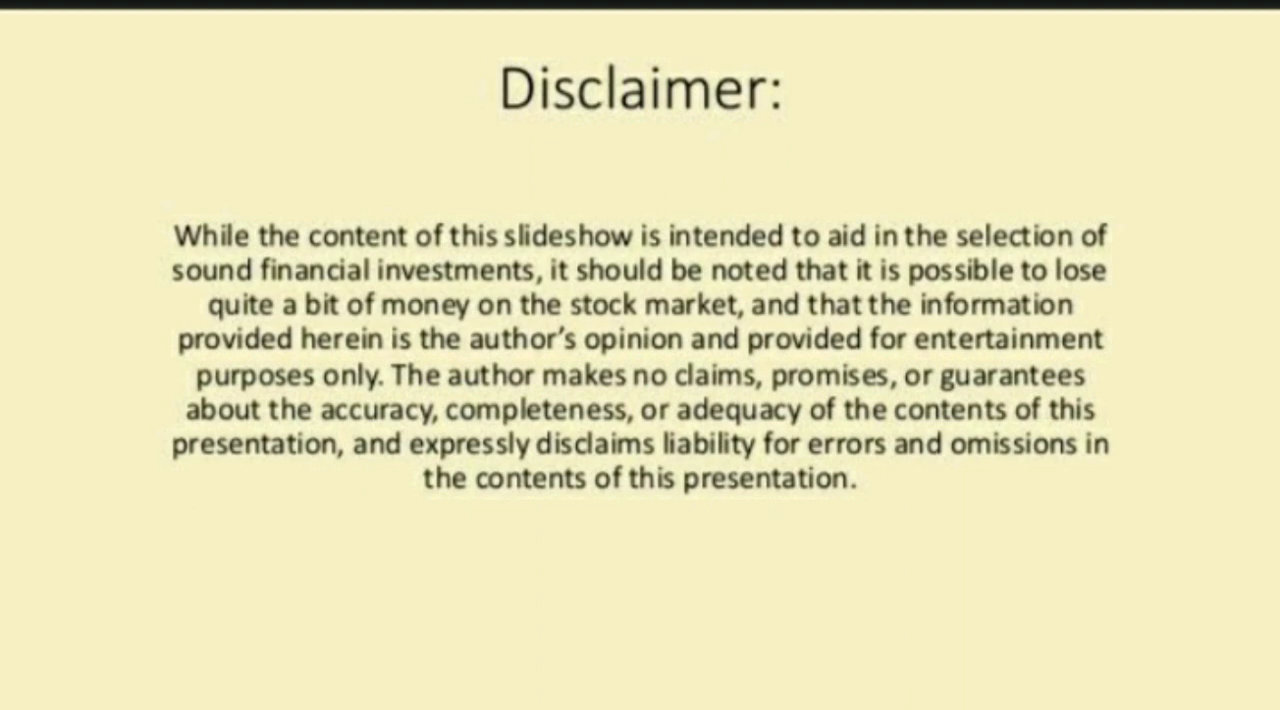 Disclaimer:
While the content of this slideshow is intended to aid in the selection of
sound financial investments, it should be noted that it is possible to lose
quite a bit of money on the stock market, and that the information
provided herein is the author’s opinion and provided for entertainment
purposes only. The author makes no claims, promises, or guarantees
about the accuracy, completeness, or adequacy of the contents of this
presentation, and expressly disclaims liability for errors and omissions in
the contents of this presentation.